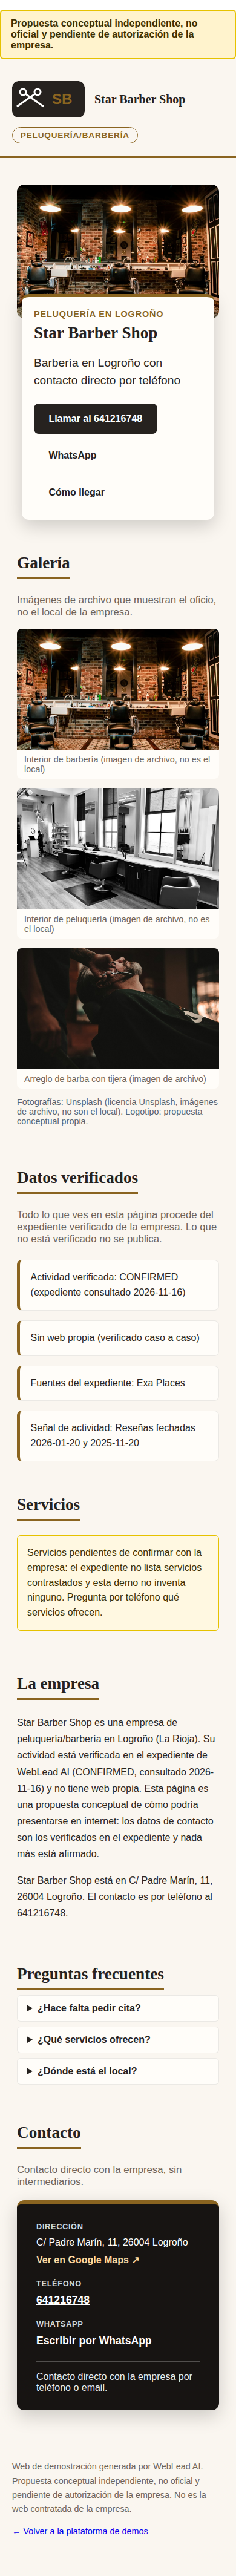 Propuesta conceptual independiente, no
oficial y pendiente de autorización de la
empresa.
SB
Star Barber Shop
PELUQUERÍA/BARBERÍA
PELUQUERÍA EN LOGROÑO
Star Barber Shop
Barbería en Logroño con
contacto directo por teléfono
Llamar al 641216748
WhatsApp
Cómo llegar
Galería
Imágenes de archivo que muestran el oficio,
no el local de la empresa.
Interior de barbería (imagen de archivo, no es el
local)
Interior de peluquería (imagen de archivo, no es
el local)
Arreglo de barba con tijera (imagen de archivo)
Fotografías: Unsplash (licencia Unsplash, imágenes
de archivo, no son el local). Logotipo: propuesta
conceptual propia.
Datos verificados
Todo lo que ves en esta página procede del
expediente verificado de la empresa. Lo que
no está verificado no se publica.
Actividad verificada: CONFIRMED
(expediente consultado 2026-11-16)
Sin web propia (verificado caso a caso)
Fuentes del expediente: Exa Places
Señal de actividad: Reseñas fechadas
2026-01-20 y 2025-11-20
Servicios
Servicios pendientes de confirmar con la
empresa: el expediente no lista servicios
contrastados y esta demo no inventa
ninguno. Pregunta por teléfono qué
servicios ofrecen.
La empresa
Star Barber Shop es una empresa de
peluquería/barbería en Logroño (La Rioja). Su
actividad está verificada en el expediente de
WebLead AI (CONFIRMED, consultado 2026-
11-16) y no tiene web propia. Esta página es
una propuesta conceptual de cómo podría
presentarse en internet: los datos de contacto
son los verificados en el expediente y nada
más está afirmado.
Star Barber Shop está en C/ Padre Marín, 11,
26004 Logroño. El contacto es por teléfono al
641216748.
Preguntas frecuentes
▶ ¿Hace falta pedir cita?
▶ ¿Qué servicios ofrecen?
▶ ¿Dónde está el local?
Contacto
Contacto directo con la empresa, sin
intermediarios.
DIRECCIÓN
C/ Padre Marín, 11, 26004 Logroño
Ver en Google Maps ↗
TELÉFONO
641216748
WHATSAPP
Escribir por WhatsApp
Contacto directo con la empresa por
teléfono o email.
Web de demostración generada por WebLead AI.
Propuesta conceptual independiente, no oficial y
pendiente de autorización de la empresa. No es la
web contratada de la empresa.
← Volver a la plataforma de demos